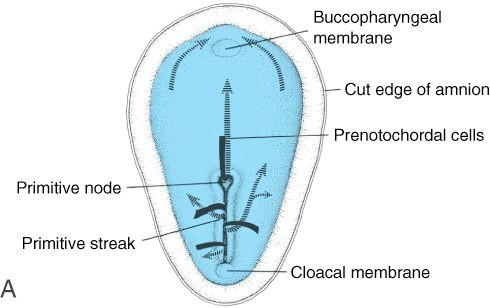 Buccopharyngeal
membrane
Cut edge of amnion
Prenotochordal cells
Primitive node
Primitive streak
Cloacal membrane
A